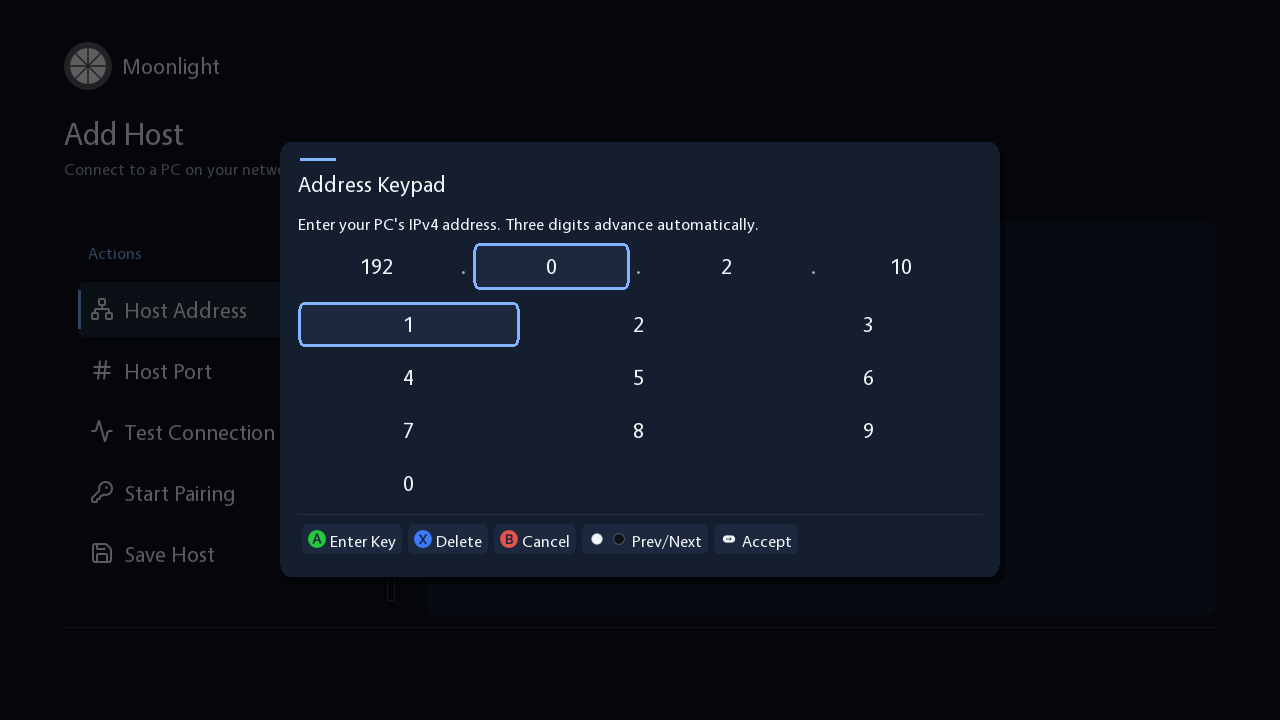 Moonlight
Add Host
Connect to a PC on your
Actions
Host Address
Host Port
Test Connection
Start Pairing
Save Host
Address Keypad
Enter your PC's IPv4 address. Three digits advance automatically.
192 . 0 . 2 . 10
1 2 3
4 5 6
7 8 9
0
A Enter Key X Delete B Cancel Prev/Next Accept